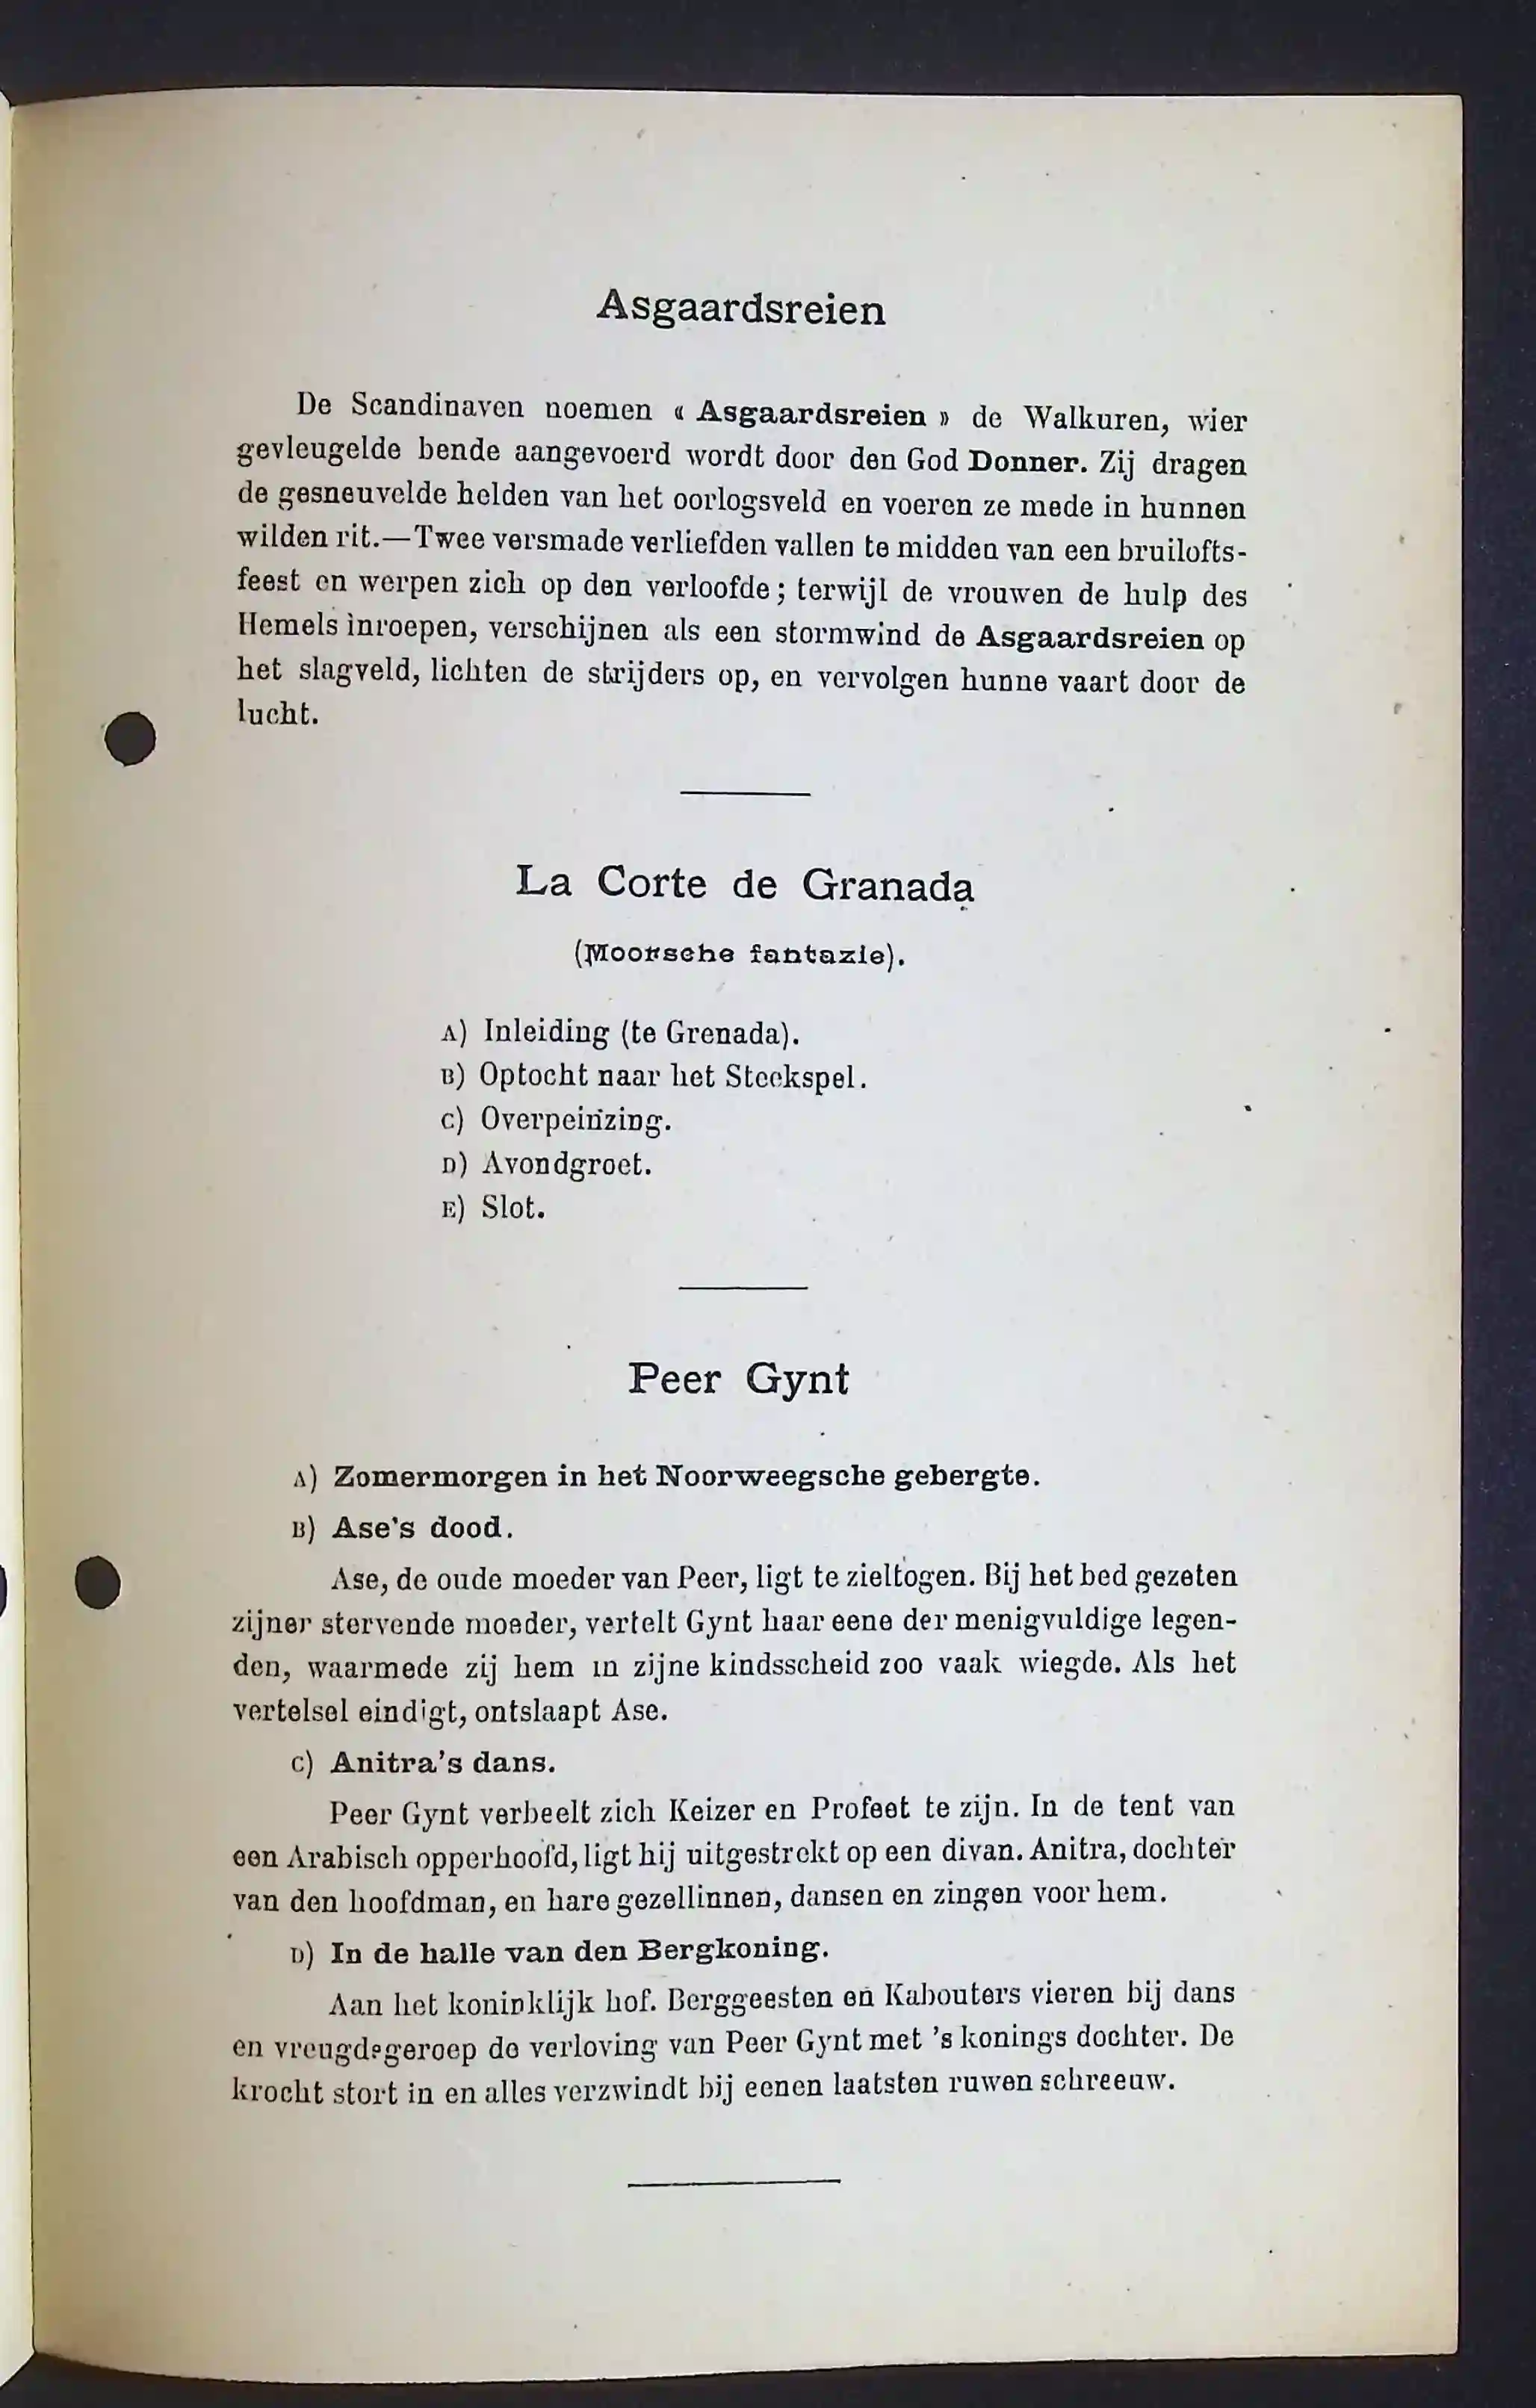 Asgaardsreien
De Scandinaven noemen « Asgaardsreien » de Walkuren, wier
gevleugelde bende aangevoerd wordt door den God Donner. Zij dragen
de gesneuvelde helden van het oorlogsveld en voeren ze mede in hunnen
wilden rit.—Twee versmade verliefden vallen te midden van een bruilofts-
feest en werpen zich op den verloofde; terwijl de vrouwen de hulp des
Hemels inroepen, verschijnen als een stormwind de Asgaardsreien op
het slagveld, lichten de strijders op, en vervolgen hunne vaart door de
lucht.
La Corte de Granada
(Moorsche fantazie).
A) Inleiding (te Grenada).
B) Optocht naar het Steekspel.
C) Overpeinzing.
D) Avondgroet.
E) Slot.
Peer Gynt
A) Zomermorgen in het Noorweegsche gebergte.
B) Ase's dood.
Ase, de oude moeder van Peer, ligt te zieltogen. Bij het bed gezeten
zijner stervende moeder, vertelt Gynt haar eene der menigvuldige legen-
den, waarmede zij hem in zijne kindsscheid zoo vaak wiegde. Als het
vertelsel eindigt, ontslaapt Ase.
C) Anitra's dans.
Peer Gynt verbeelt zich Keizer en Profeet te zijn. In de tent van
een Arabisch opperhoofd, ligt hij uitgestrekt op een divan. Anitra, dochter
van den hoofdman, en hare gezellinnen, dansen en zingen voor hem.
D) In de halle van den Bergkoning.
Aan het koninklijk hof. Berggeesten en Kabouters vieren bij dans
en vreugdegeroep de verloving van Peer Gynt met 's konings dochter. De
krocht stort in en alles verzwindt bij eenen laatsten ruwen schreeuw.